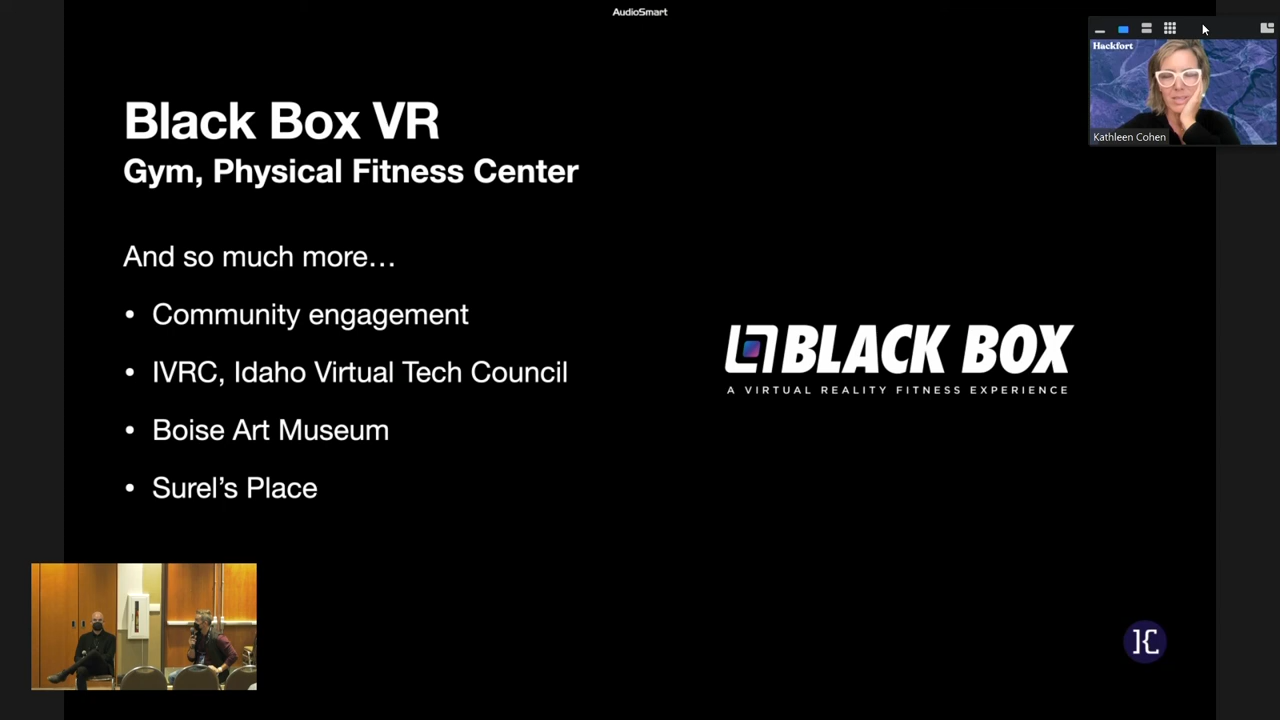 AudioSmart
Hackfort
Kathleen Cohen
Black Box VR
Gym, Physical Fitness Center
And so much more…
• Community engagement
• IVRC, Idaho Virtual Tech Council
• Boise Art Museum
• Surel’s Place
BLACK BOX
A VIRTUAL REALITY FITNESS EXPERIENCE